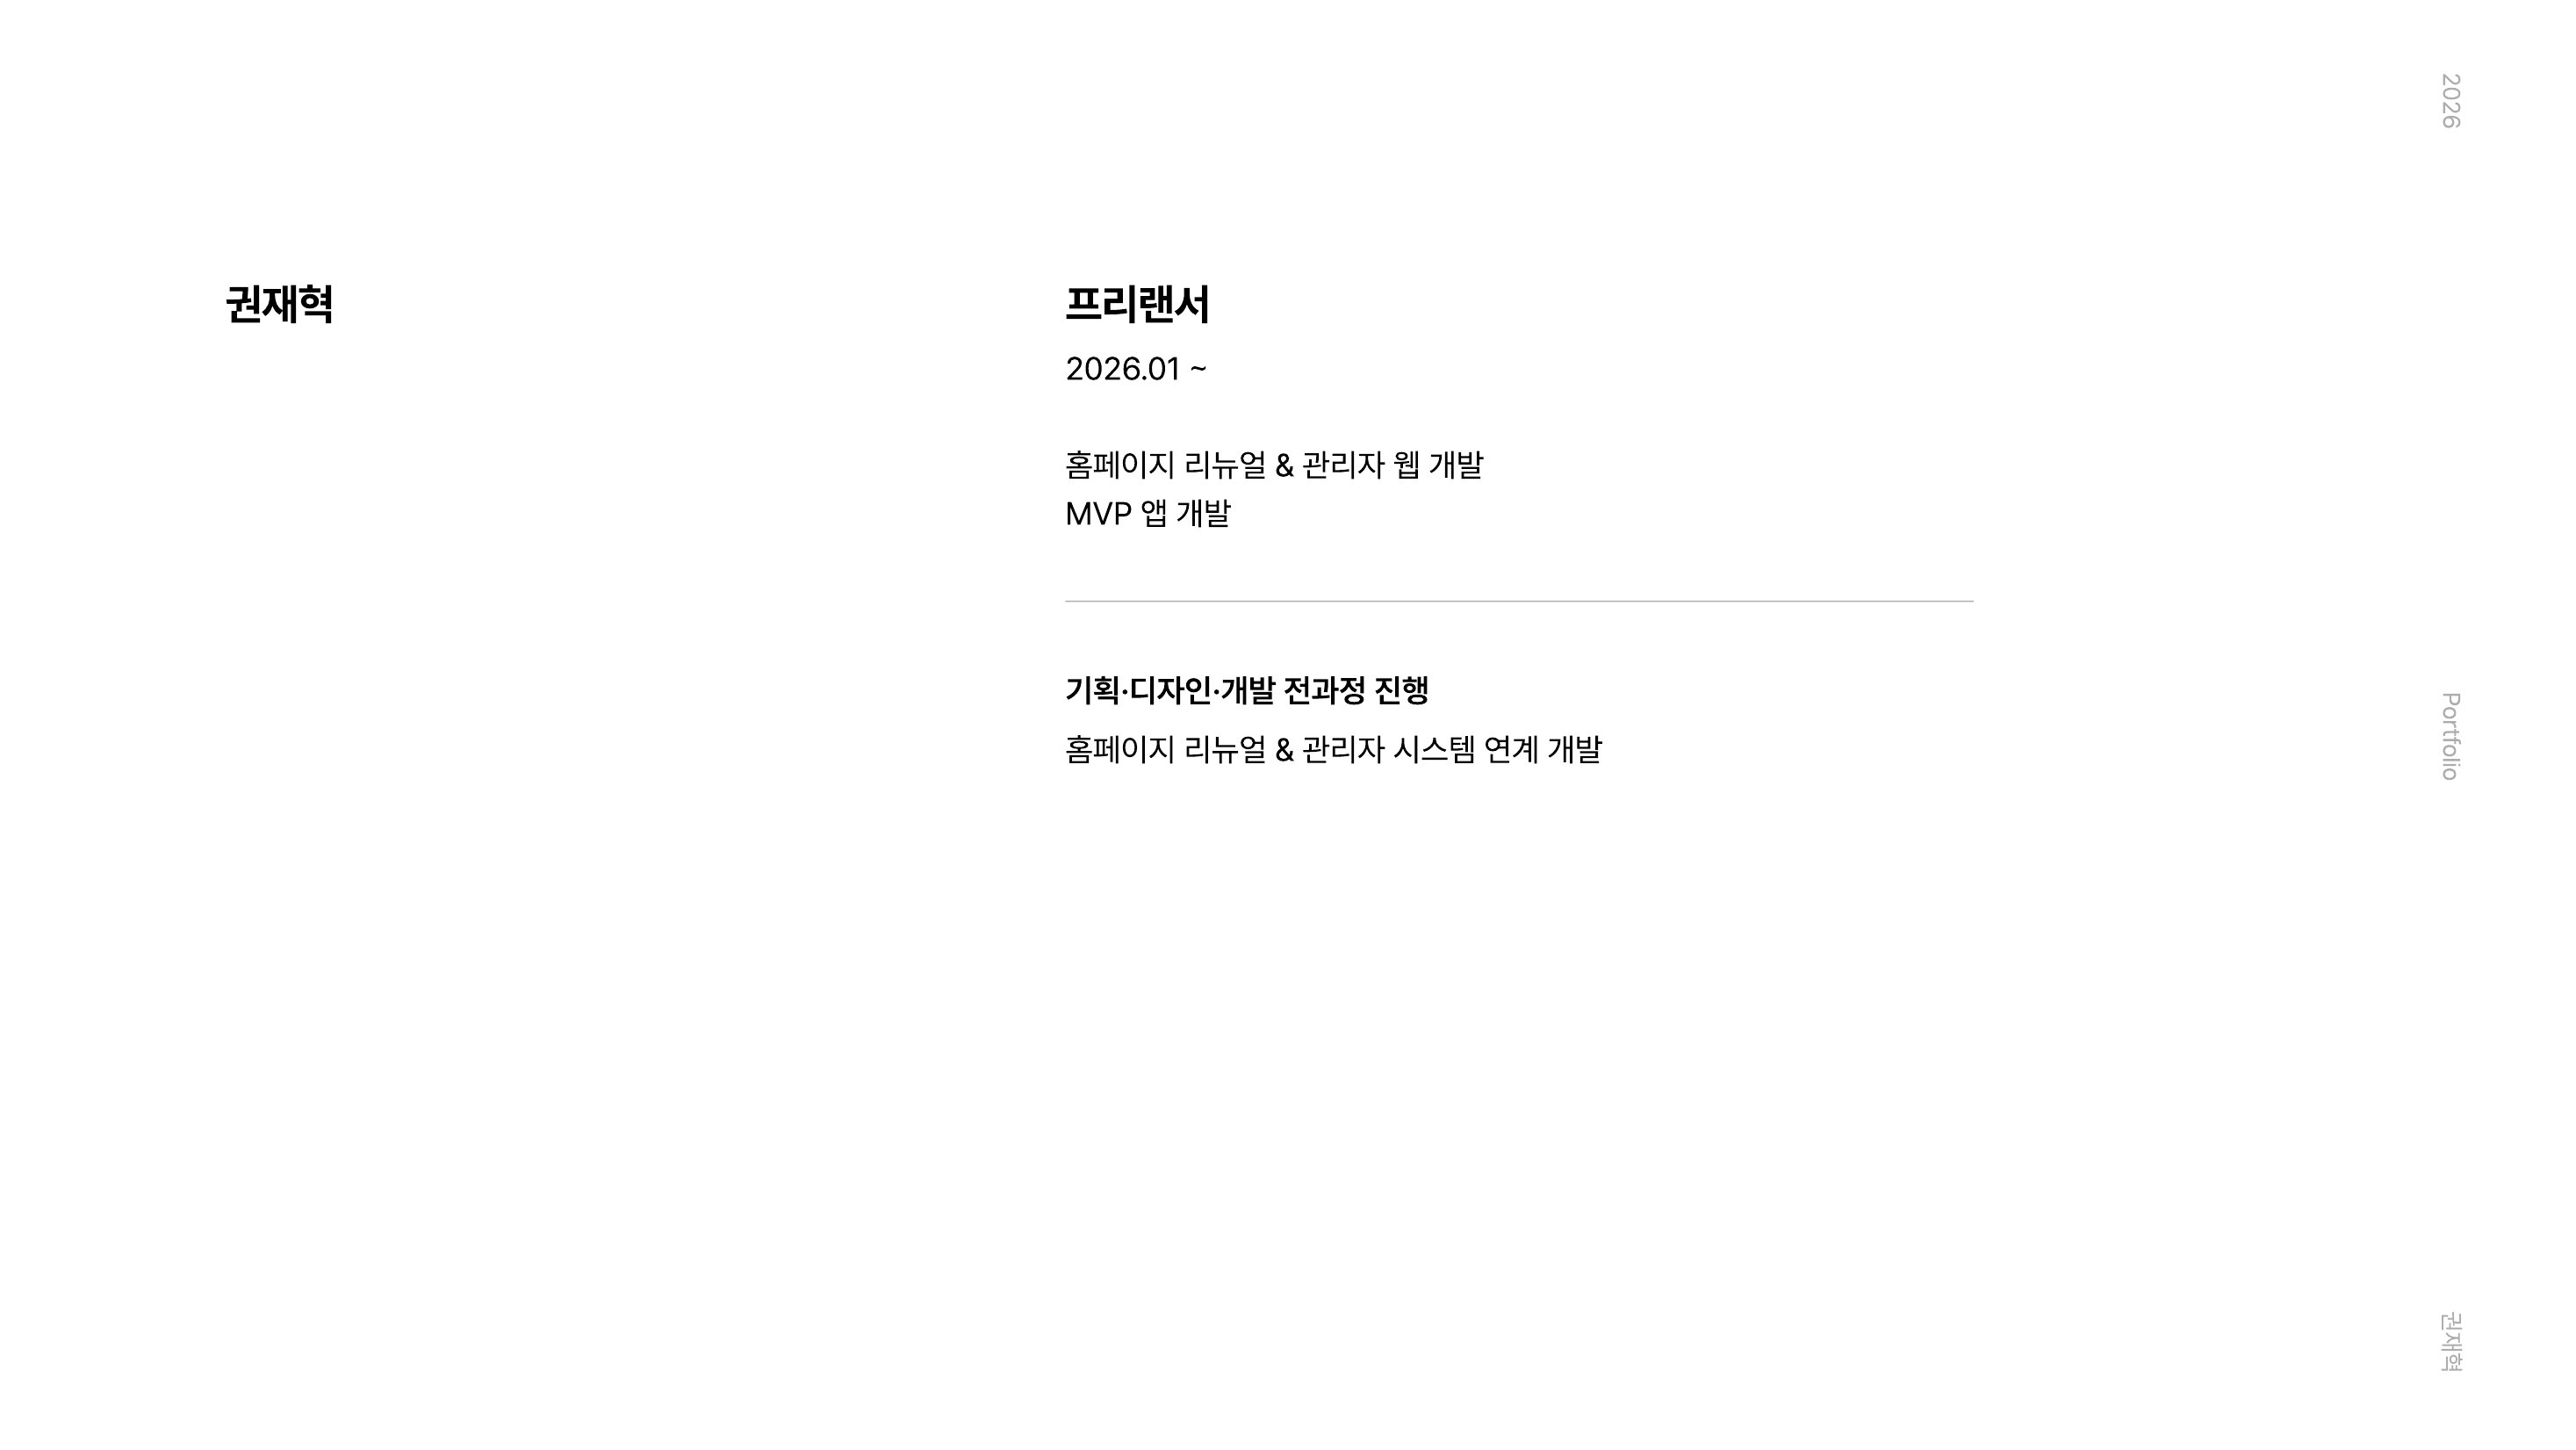 권재혁
프리랜서
2026.01 ~
홈페이지 리뉴얼 & 관리자 웹 개발
MVP 앱 개발
기획·디자인·개발 전과정 진행
홈페이지 리뉴얼 & 관리자 시스템 연계 개발
2026
Portfolio
권재혁